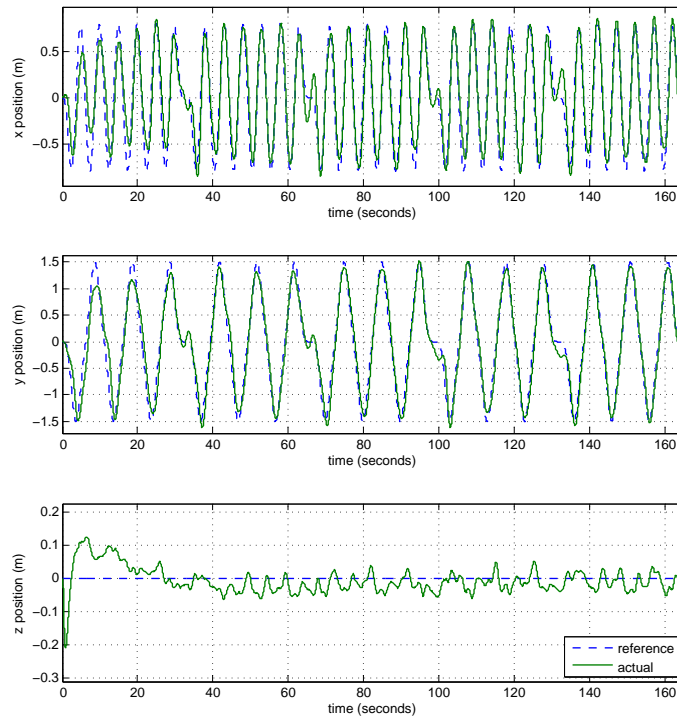 0.5
0
−0.5
x position (m)
0 20 40 60 80 100 120 140 160
time (seconds)
1.5
1
0.5
0
−0.5
−1
−1.5
y position (m)
0 20 40 60 80 100 120 140 160
time (seconds)
0.2
0.1
0
−0.1
−0.2
−0.3
z position (m)
reference
actual
0 20 40 60 80 100 120 140 160
time (seconds)